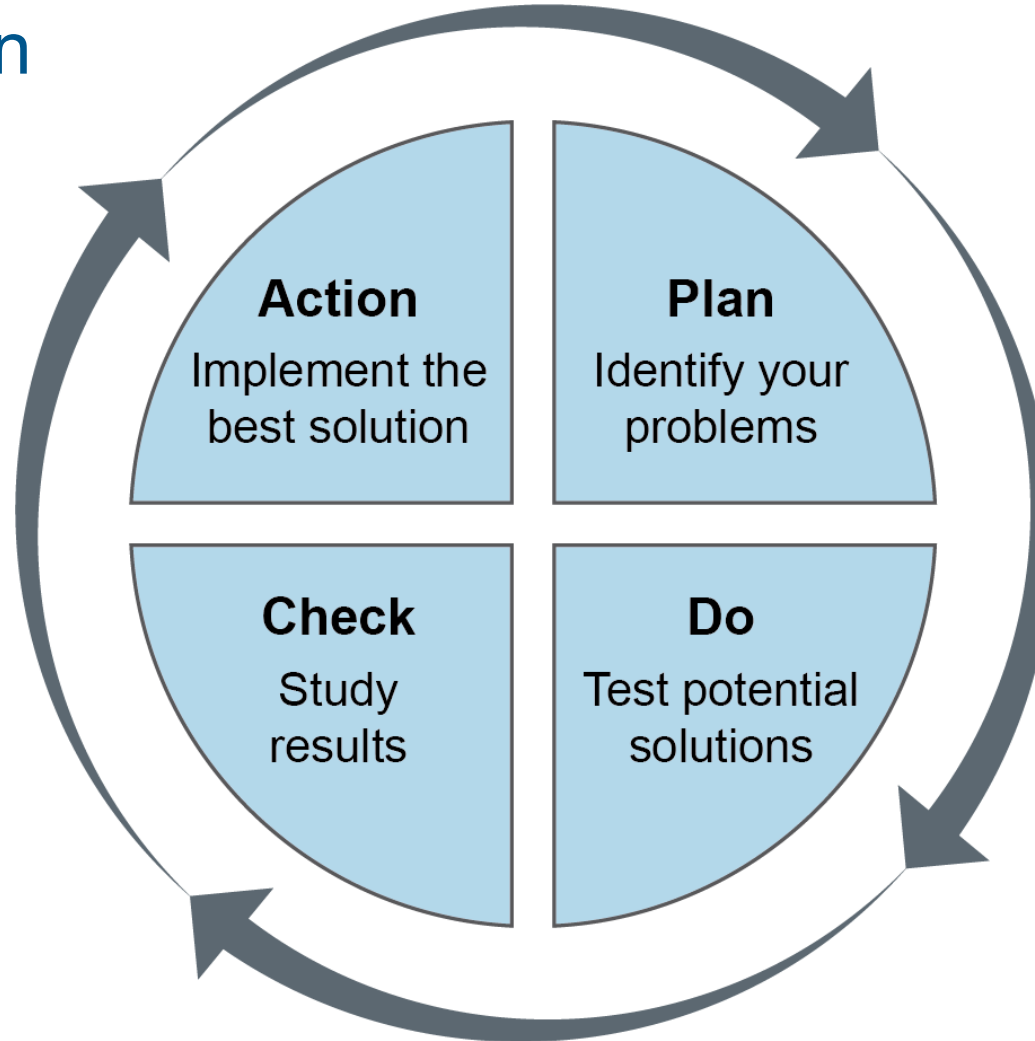 Action
Implement the
best solution
Plan
Identify your
problems
Check
Study
results
Do
Test potential
solutions